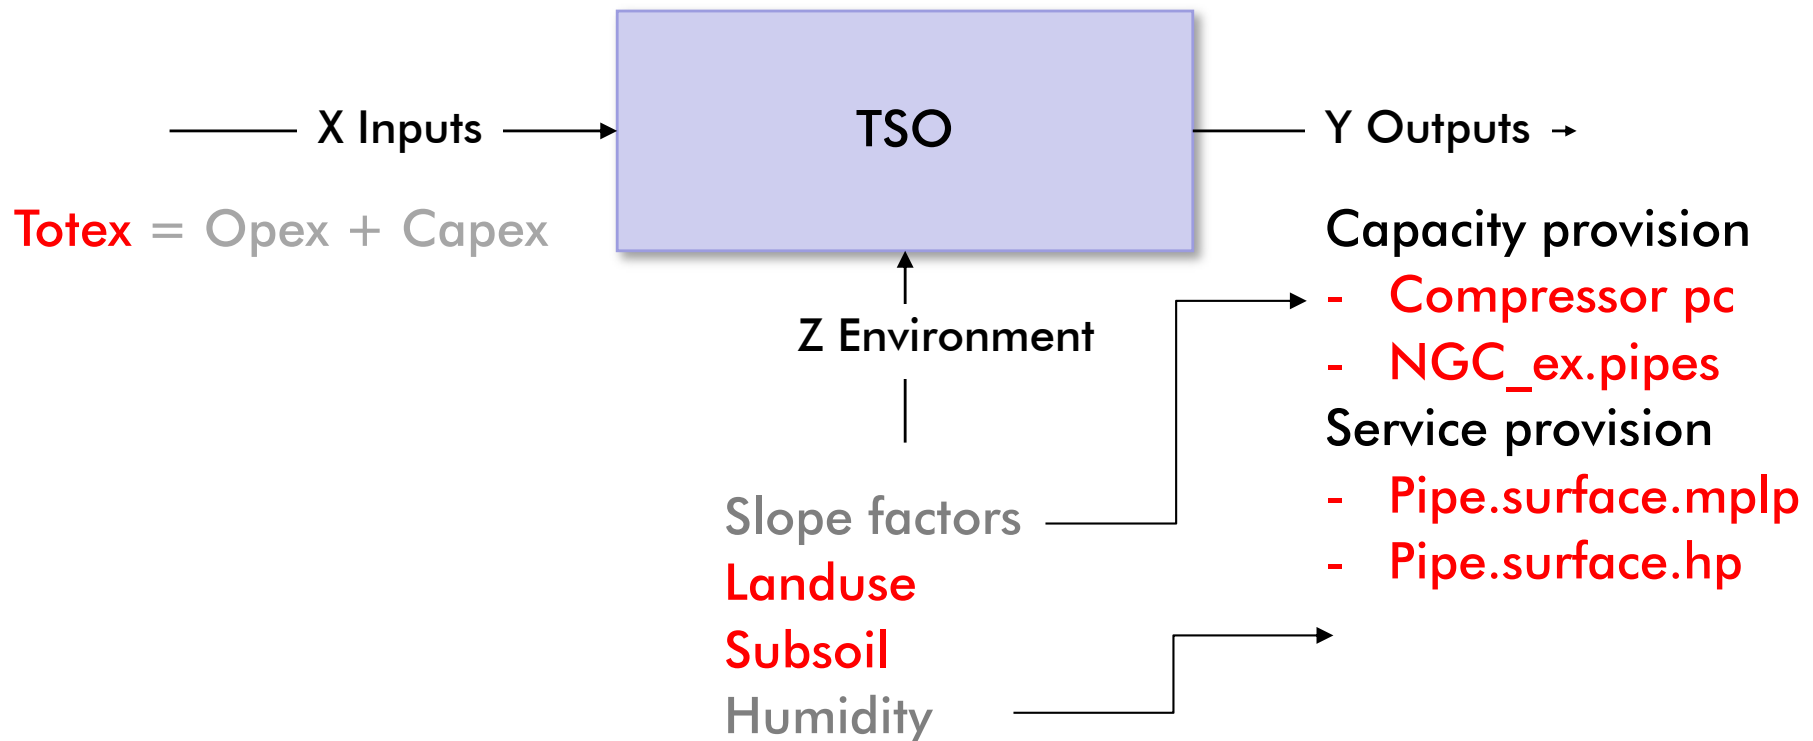 X Inputs
TSO
Y Outputs
Totex = Opex + Capex
Capacity provision
- Compressor pc
- NGC_ex.pipes
Service provision
- Pipe.surface.mplp
- Pipe.surface.hp
Z Environment
Slope factors
Landuse
Subsoil
Humidity